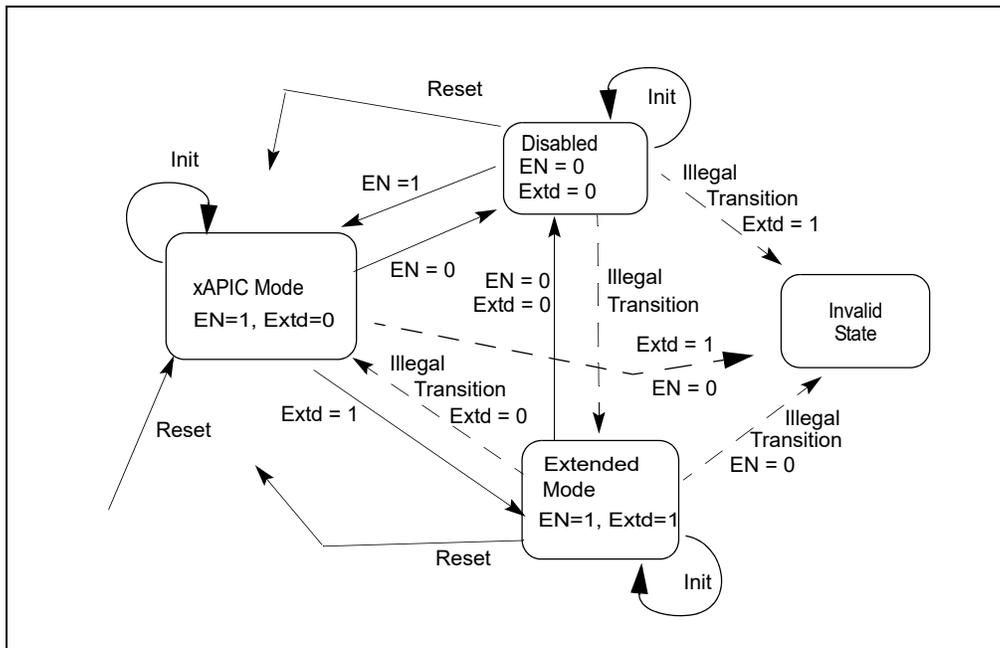 Reset
Init
Disabled
EN = 0
Extd = 0
Init
EN =1
Illegal
Transition
Extd = 1
xAPIC Mode
EN=1, Extd=0
EN = 0
EN = 0
Extd = 0
Illegal
Transition
Invalid
State
Extd = 1
EN = 0
Illegal
Transition
Extd = 0
Extd = 1
Reset
Illegal
Transition
EN = 0
Extended
Mode
EN=1, Extd=1
Reset
Init